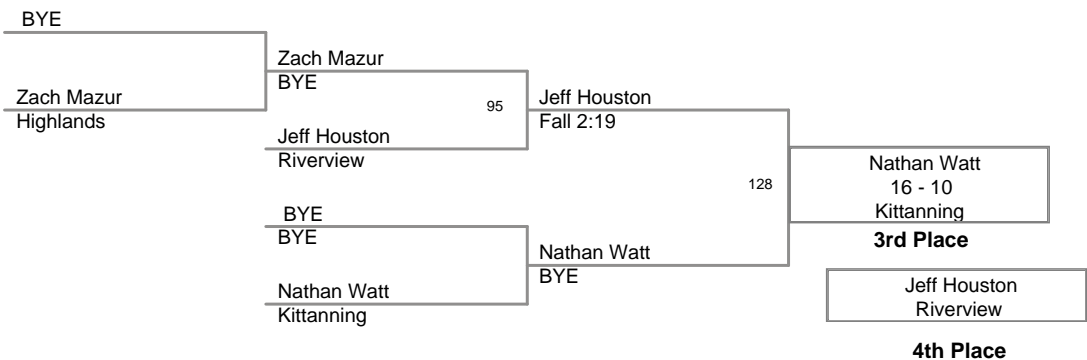 BYE
Zach Mazur
Highlands
Zach Mazur
BYE
95
Jeff Houston
Riverview
BYE
BYE
Nathan Watt
Kittanning
Jeff Houston
Fall 2:19
128
Nathan Watt
BYE
Nathan Watt
16 - 10
Kittanning
3rd Place
Jeff Houston
Riverview
4th Place